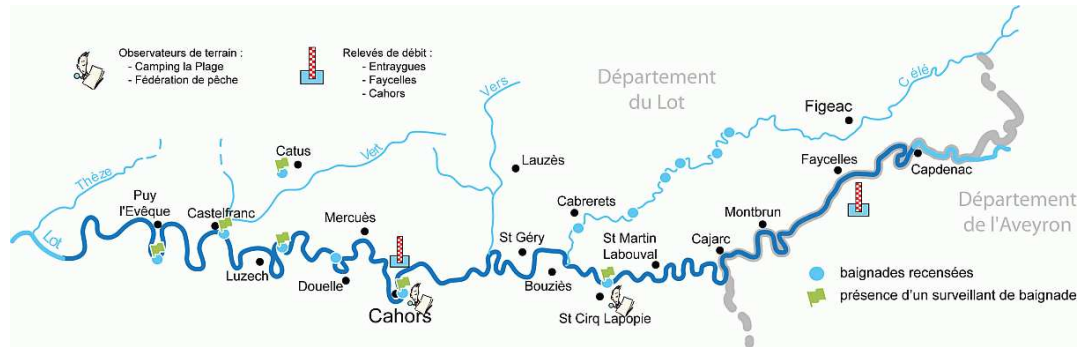 Observateurs de terrain :
- Camping la Plage
- Fédération de pêche
Relevés de débit :
- Entraygues
- Faycelles
- Cahors
Département
du Lot
Célé
Figeac
Vers
Catus
Vert
Lauzès
Faycelles
Capdenac
Thèze
Puy
l'Evêque
Castelfranc
Mercuès
Cabrerets
Département
de l'Aveyron
Montbrun
Lot
St Géry
St Martin
Labouval
Cajarc
Luzech
Douelle
Bouziès
Cahors
St Cirq Lapopie
baignades recensées
présence d'un surveillant de baignade